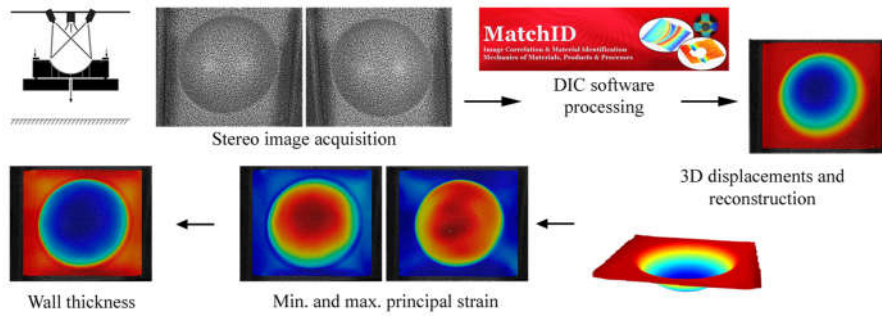 MatchID
Image Correlation & Material Identification
Mechanics of Materials, Products & Processes
Stereo image acquisition
DIC software
processing
3D displacements and
reconstruction
Wall thickness
Min. and max. principal strain